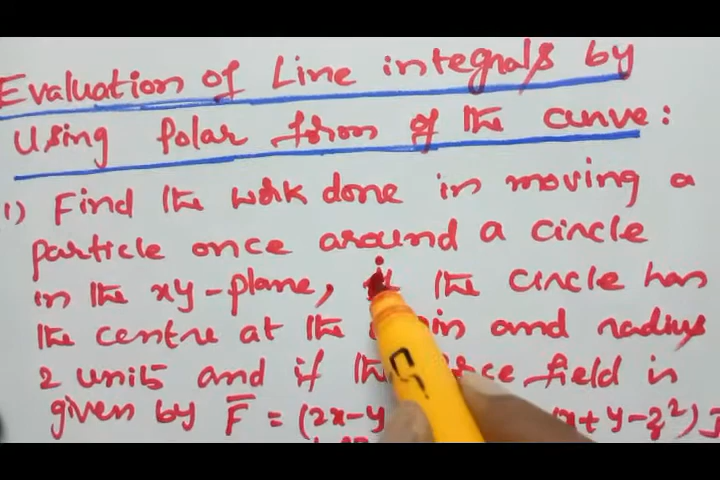 Evaluation of Line integrals by
Using Polar form of the curve:
1) Find the work done in moving a
particle once around a circle
in the xy-plane, the circle has
the centre at the and radius
2 units and if field is
given by F̅ = (2x-y x+y-z²) j